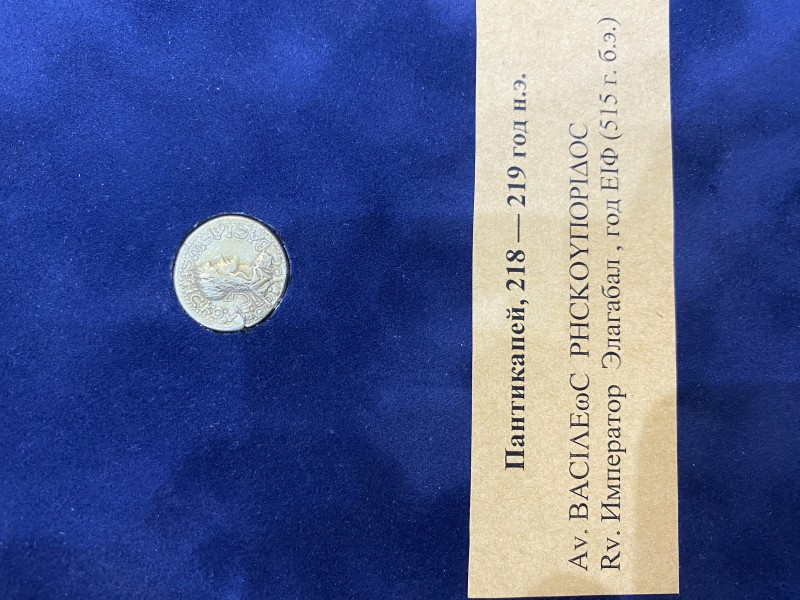 Пантикапей, 218 — 219 год н.э.
Av. ΒΑCΙΛΕωC ΡΗCΚΟΥΠΟΡΙΔΟC
Rv. Император Элагабал , год ΕΙΦ (515 г. б.э.)